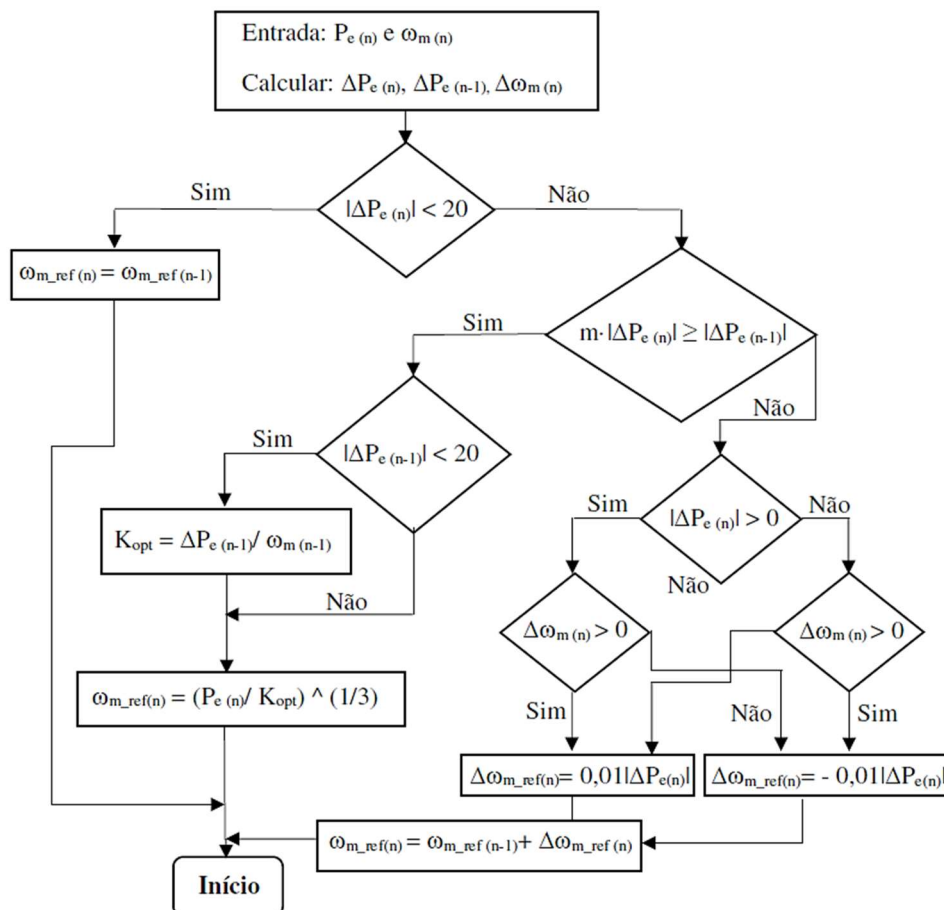 Entrada: Pe (n) e ωm (n)
Calcular: ΔPe (n), ΔPe (n-1), Δωm (n)
Sim
|ΔPe (n)| < 20
Não
ωm_ref (n) = ωm_ref (n-1)
Sim
m·|ΔPe (n)| ≥ |ΔPe (n-1)|
Não
Sim
|ΔPe (n-1)| < 20
Sim
|ΔPe (n)| > 0
Não
Kopt = ΔPe (n-1)/ ωm (n-1)
Não
Não
Δωm (n) > 0
Δωm (n) > 0
ωm_ref(n) = (Pe (n)/ Kopt) ^ (1/3)
Sim
Não
Sim
Δωm_ref(n)= 0,01|ΔPe(n)|
Δωm_ref(n)= - 0,01|ΔPe(n)|
ωm_ref(n) = ωm_ref (n-1)+ Δωm_ref (n)
Início